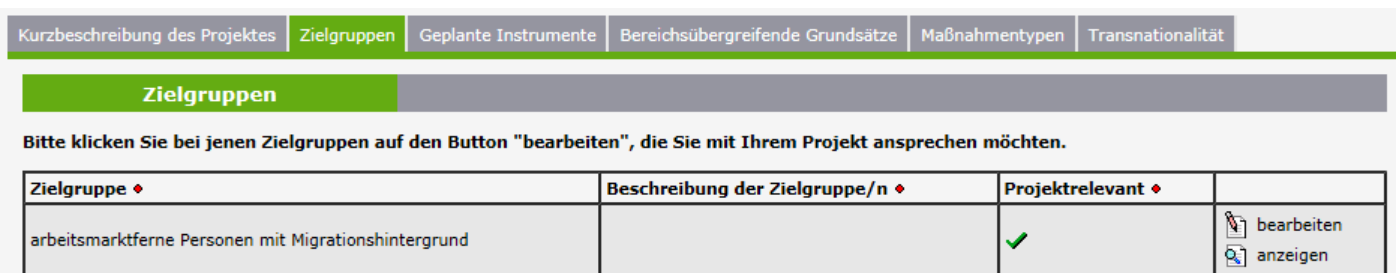 Kurzbeschreibung des Projektes Zielgruppen Geplante Instrumente Bereichsübergreifende Grundsätze Maßnahmentypen Transnationalität
Zielgruppen
Bitte klicken Sie bei jenen Zielgruppen auf den Button "bearbeiten", die Sie mit Ihrem Projekt ansprechen möchten.
Zielgruppe Beschreibung der Zielgruppe/n Projektrelevant
arbeitsmarktferne Personen mit Migrationshintergrund
bearbeiten
anzeigen